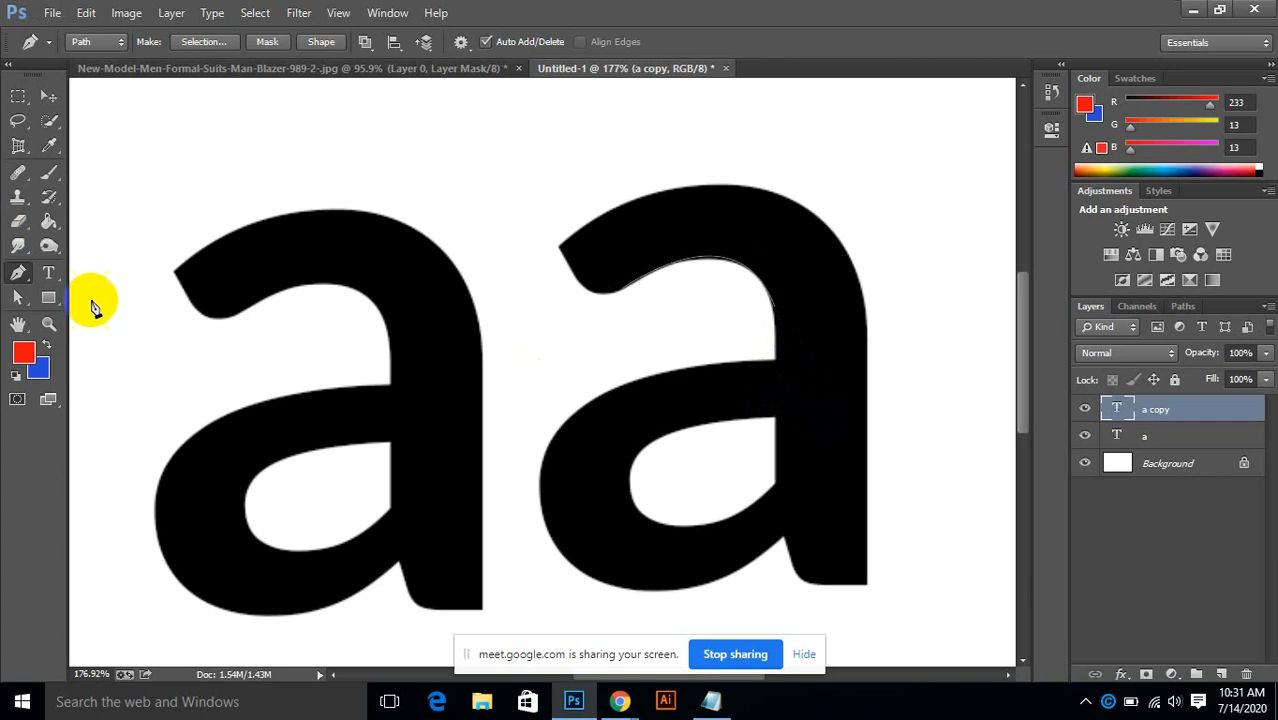 Ps File Edit Image Layer Type Select Filter 3D View Window Help
Path Make: Selection... Mask Shape Auto Add/Delete Align Edges Essentials
New-Model-Men-Formal-Suits-Man-Blazer-989-2-.jpg @ 95.9% (Layer 0, Layer Mask/8) * × Untitled-1 @ 177% (a copy, RGB/8) * ×
Color Swatches
R 233
G 13
B 13
Adjustments Styles
Add an adjustment
Layers Channels Paths
Kind T
Normal Opacity: 100%
Lock: Fill: 100%
T a copy
T a
Background
a a
T
meet.google.com is sharing your screen. Stop sharing Hide
176.92% Doc: 1.54M/1.43M
fx
Search the web and Windows
Ps Ai
10:31 AM
7/14/2020